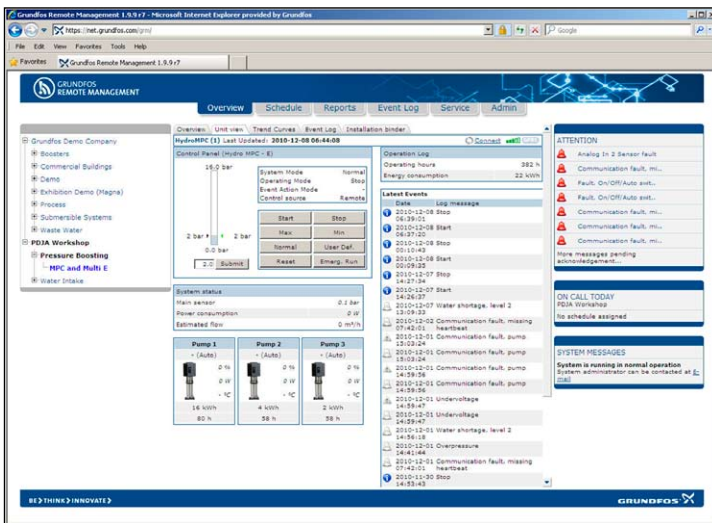 Grundfos Remote Management 1.9.9 r7 - Microsoft Internet Explorer provided by Grundfos
https://net.grundfos.com/grm/
Google
File Edit View Favorites Tools Help
Favorites Grundfos Remote Management 1.9.9 r7
GRUNDFOS
REMOTE MANAGEMENT
Overview Schedule Reports Event Log Service Admin
Grundfos Demo Company
Boosters
Commercial Buildings
Demo
Exhibition Demo (Magna)
Process
Submersible Systems
Waste Water
PDJA Workshop
Pressure Boosting
MPC and Multi E
Water Intake
Overview Unit view Trend Curves Event Log Installation binder
HydroMPC (1) Last Updated: 2010-12-08 06:44:08 Connect
Control Panel (Hydro MPC - E)
16.0 bar
2 bar 2 bar
0.0 bar
2.0 Submit
System Mode Normal
Operating Mode Stop
Event Action Mode -
Control source Remote
Start Stop
Max Min
Normal User Def.
Reset Emerg. Run
System status
Main sensor 0.1 bar
Power consumption 0 W
Estimated flow 0 m³/h
Pump 1 Pump 2 Pump 3
- (Auto) - (Auto) - (Auto)
0 % 0 % 0 %
0 W 0 W 0 W
- °C - °C - °C
16 kWh 4 kWh 2 kWh
80 h 58 h 58 h
Operation Log
Operating hours 382 h
Energy consumption 22 kWh
Latest Events
Date Log message
2010-12-08 Stop
06:39:01
2010-12-08 Start
06:37:20
2010-12-08 Stop
00:10:43
2010-12-08 Start
00:09:35
2010-12-07 Stop
14:27:34
2010-12-07 Start
14:26:37
2010-12-07 Water shortage, level 2
13:09:33
2010-12-02 Communication fault, missing
07:42:01 heartbeat
2010-12-01 Communication fault, pump
15:03:24
2010-12-01 Communication fault, pump
15:03:24
2010-12-01 Communication fault, pump
14:59:56
2010-12-01 Communication fault, pump
14:59:56
2010-12-01 Undervoltage
14:59:47
2010-12-01 Undervoltage
14:59:47
2010-12-01 Water shortage, level 2
14:56:18
2010-12-01 Overpressure
14:41:44
2010-12-01 Communication fault, missing
07:42:01 heartbeat
2010-11-30 Stop
14:53:43
ATTENTION
Analog In 2 Sensor fault
Communication fault, mi...
Fault. On/Off/Auto swit...
Fault. On/Off/Auto swit...
Communication fault, mi...
Communication fault, mi...
Communication fault, mi...
More messages pending
acknowledgement...
ON CALL TODAY
PDJA Workshop
No schedule assigned
SYSTEM MESSAGES
System is running in normal operation
System administrator can be contacted at E-
mail
BE>THINK>INNOVATE>
GRUNDFOS